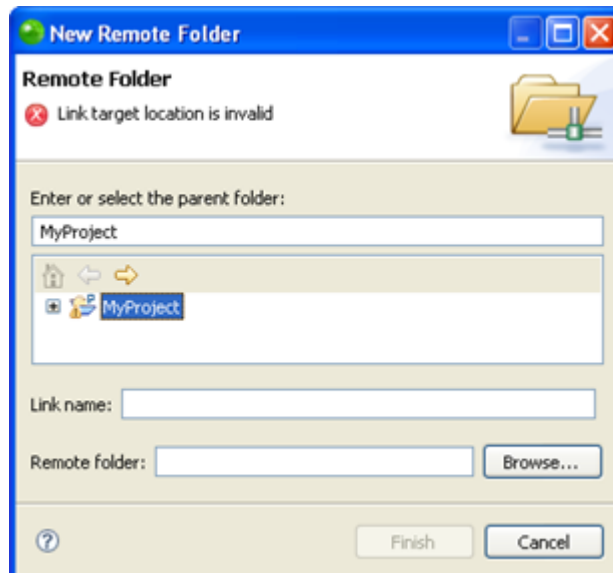 New Remote Folder
Remote Folder
Link target location is invalid
Enter or select the parent folder:
MyProject
MyProject
Link name:
Remote folder:
Browse...
Finish
Cancel